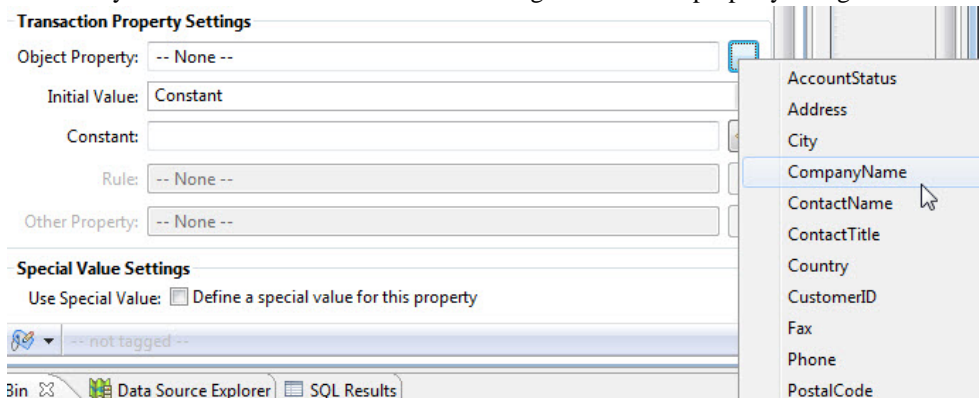 Transaction Property Settings
Object Property: -- None --
Initial Value: Constant
Constant:
Rule: -- None --
Other Property: -- None --
Special Value Settings
Use Special Value: Define a special value for this property
-- not tagged --
Bin Data Source Explorer SQL Results
AccountStatus
Address
City
CompanyName
ContactName
ContactTitle
Country
CustomerID
Fax
Phone
PostalCode